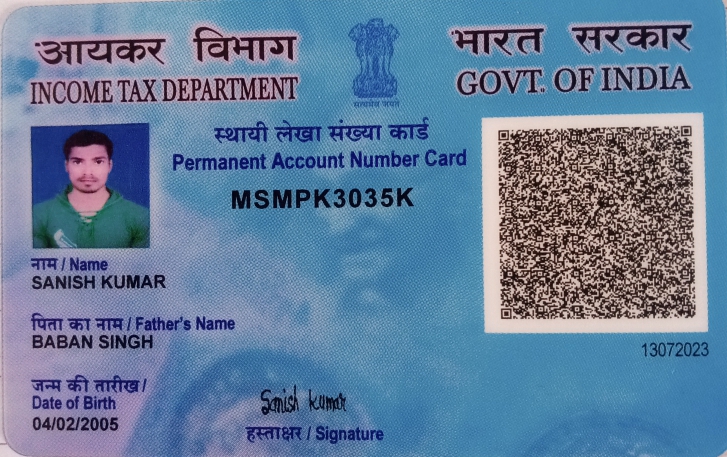 आयकर विभाग
INCOME TAX DEPARTMENT
सत्यमेव जयते
भारत सरकार
GOVT. OF INDIA
स्थायी लेखा संख्या कार्ड
Permanent Account Number Card
MSMPK3035K
नाम / Name
SANISH KUMAR
पिता का नाम / Father's Name
BABAN SINGH
जन्म की तारीख /
Date of Birth
04/02/2005
Sanish kumar
हस्ताक्षर / Signature
13072023